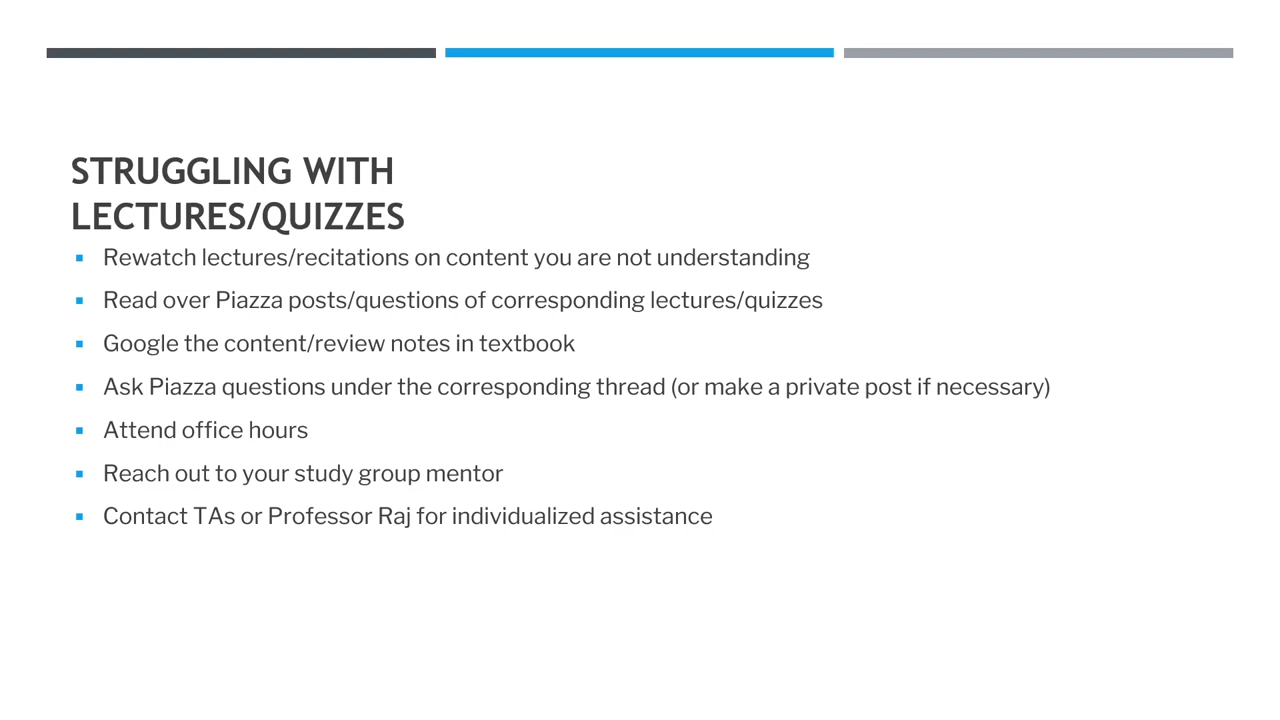 STRUGGLING WITH
LECTURES/QUIZZES
▪ Rewatch lectures/recitations on content you are not understanding
▪ Read over Piazza posts/questions of corresponding lectures/quizzes
▪ Google the content/review notes in textbook
▪ Ask Piazza questions under the corresponding thread (or make a private post if necessary)
▪ Attend office hours
▪ Reach out to your study group mentor
▪ Contact TAs or Professor Raj for individualized assistance